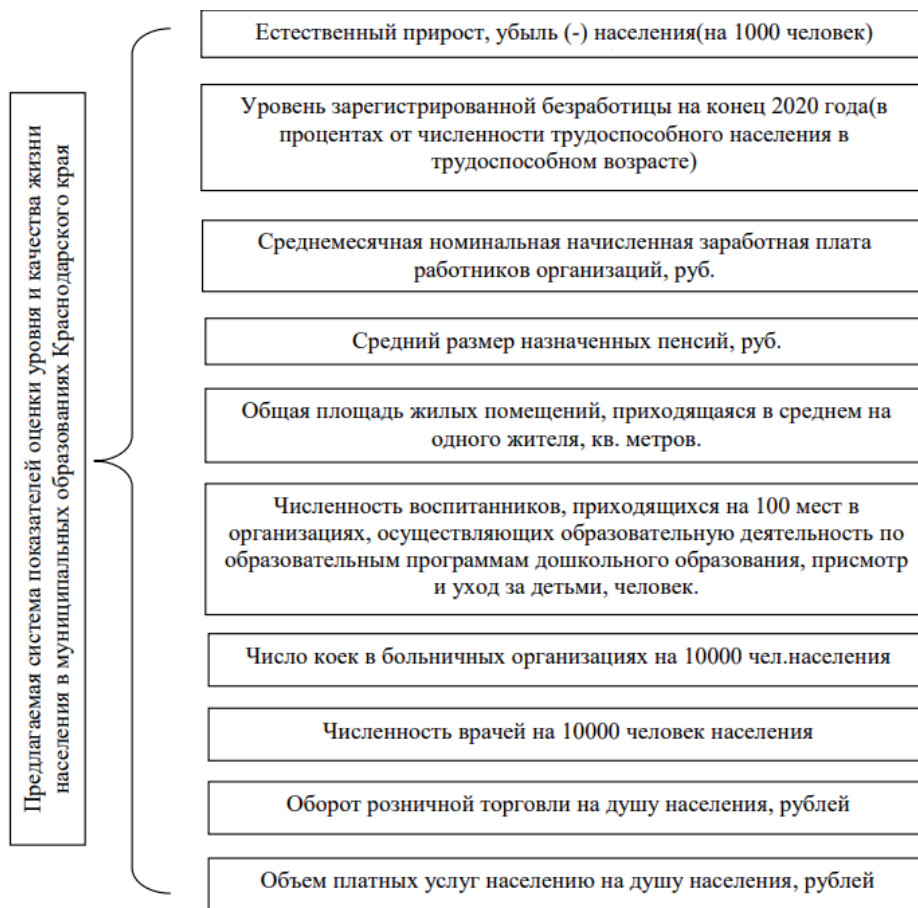 Предлагаемая система показателей оценки уровня и качества жизни
населения в муниципальных образованиях Краснодарского края
Естественный прирост, убыль (-) населения(на 1000 человек)
Уровень зарегистрированной безработицы на конец 2020 года(в
процентах от численности трудоспособного населения в
трудоспособном возрасте)
Среднемесячная номинальная начисленная заработная плата
работников организаций, руб.
Средний размер назначенных пенсий, руб.
Общая площадь жилых помещений, приходящаяся в среднем на
одного жителя, кв. метров.
Численность воспитанников, приходящихся на 100 мест в
организациях, осуществляющих образовательную деятельность по
образовательным программам дошкольного образования, присмотр
и уход за детьми, человек.
Число коек в больничных организациях на 10000 чел.населения
Численность врачей на 10000 человек населения
Оборот розничной торговли на душу населения, рублей
Объем платных услуг населению на душу населения, рублей